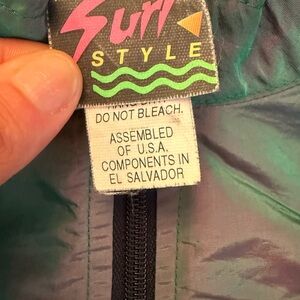 Surf
STYLE
DO NOT BLEACH.
ASSEMBLED
OF U.S.A.
COMPONENTS IN
EL SALVADOR